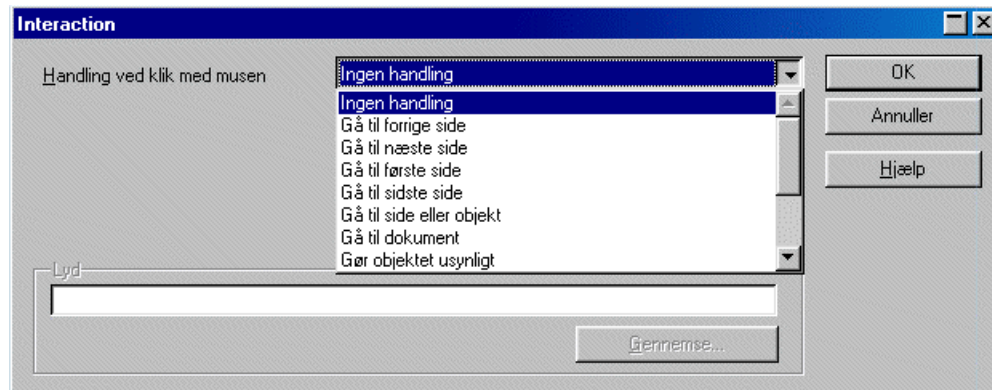 Interaction
Handling ved klik med musen
Ingen handling
OK
Ingen handling
Gå til forrige side
Gå til næste side
Gå til første side
Gå til sidste side
Gå til side eller objekt
Gå til dokument
Gør objektet usynligt
Annuller
Hjælp
Lyd
Gennemse...